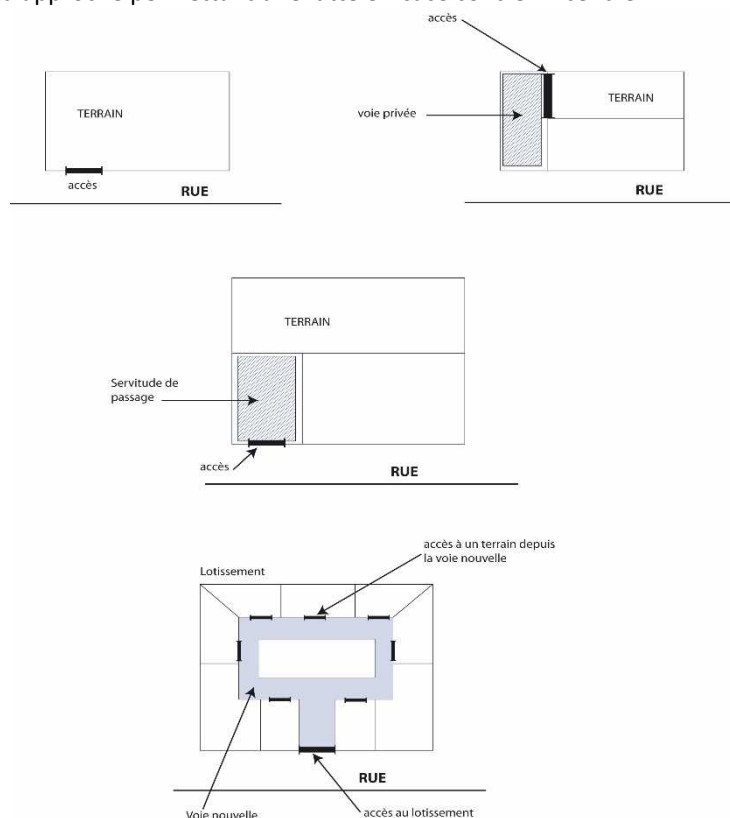 accès
TERRAIN
accès
RUE
voie privée
TERRAIN
RUE
TERRAIN
Servitude de
passage
accès
RUE
accès à un terrain depuis
la voie nouvelle
Lotissement
RUE
Voie nouvelle
accès au lotissement